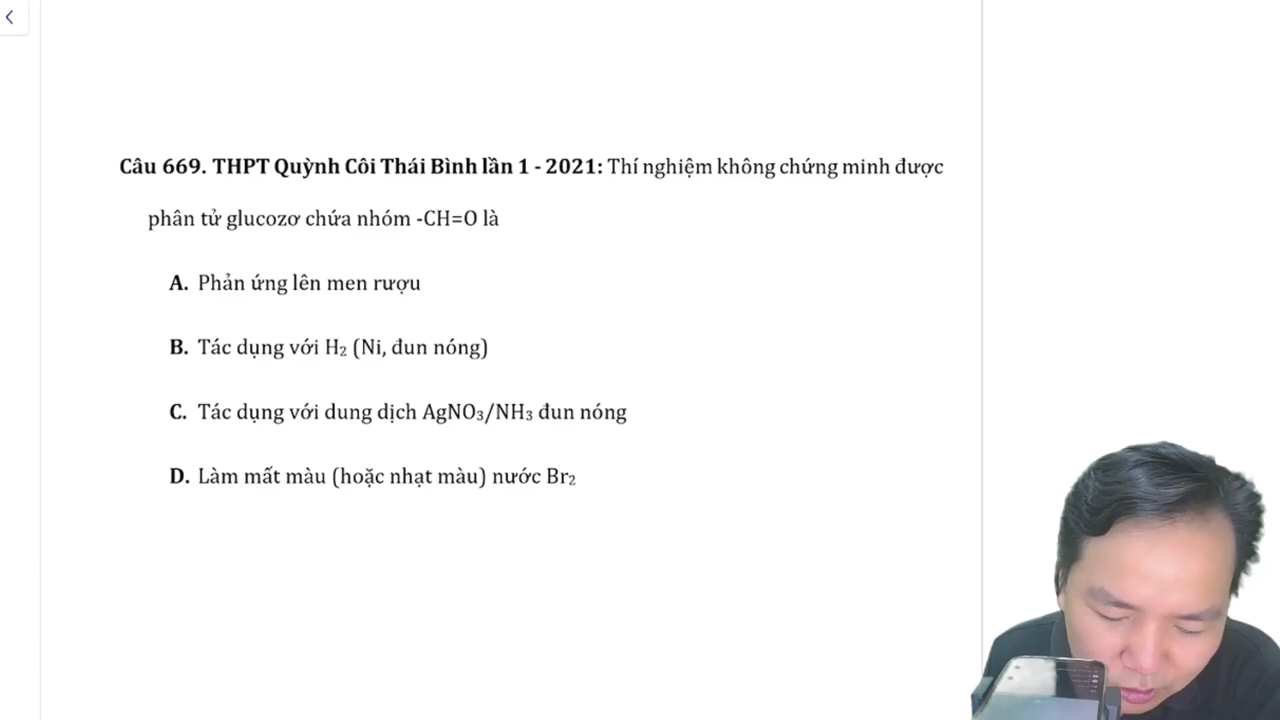 Câu 669. THPT Quỳnh Côi Thái Bình lần 1 - 2021: Thí nghiệm không chứng minh được
phân tử glucozơ chứa nhóm -CH=O là
A. Phản ứng lên men rượu
B. Tác dụng với H₂ (Ni, đun nóng)
C. Tác dụng với dung dịch AgNO₃/NH₃ đun nóng
D. Làm mất màu (hoặc nhạt màu) nước Br₂